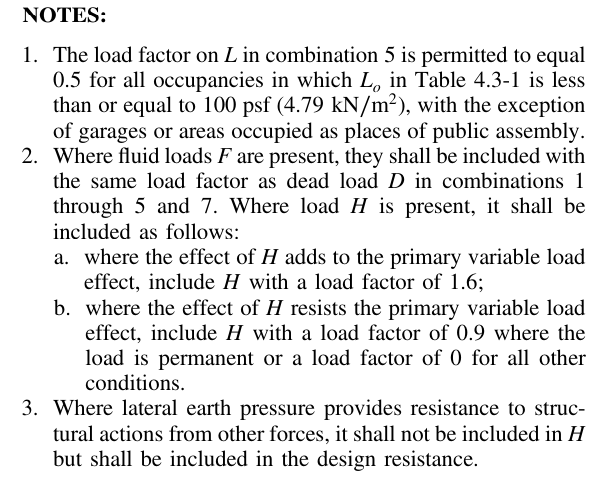 NOTES:
1. The load factor on L in combination 5 is permitted to equal
0.5 for all occupancies in which Lₒ in Table 4.3-1 is less
than or equal to 100 psf (4.79 kN/m²), with the exception
of garages or areas occupied as places of public assembly.
2. Where fluid loads F are present, they shall be included with
the same load factor as dead load D in combinations 1
through 5 and 7. Where load H is present, it shall be
included as follows:
a. where the effect of H adds to the primary variable load
effect, include H with a load factor of 1.6;
b. where the effect of H resists the primary variable load
effect, include H with a load factor of 0.9 where the
load is permanent or a load factor of 0 for all other
conditions.
3. Where lateral earth pressure provides resistance to struc-
tural actions from other forces, it shall not be included in H
but shall be included in the design resistance.